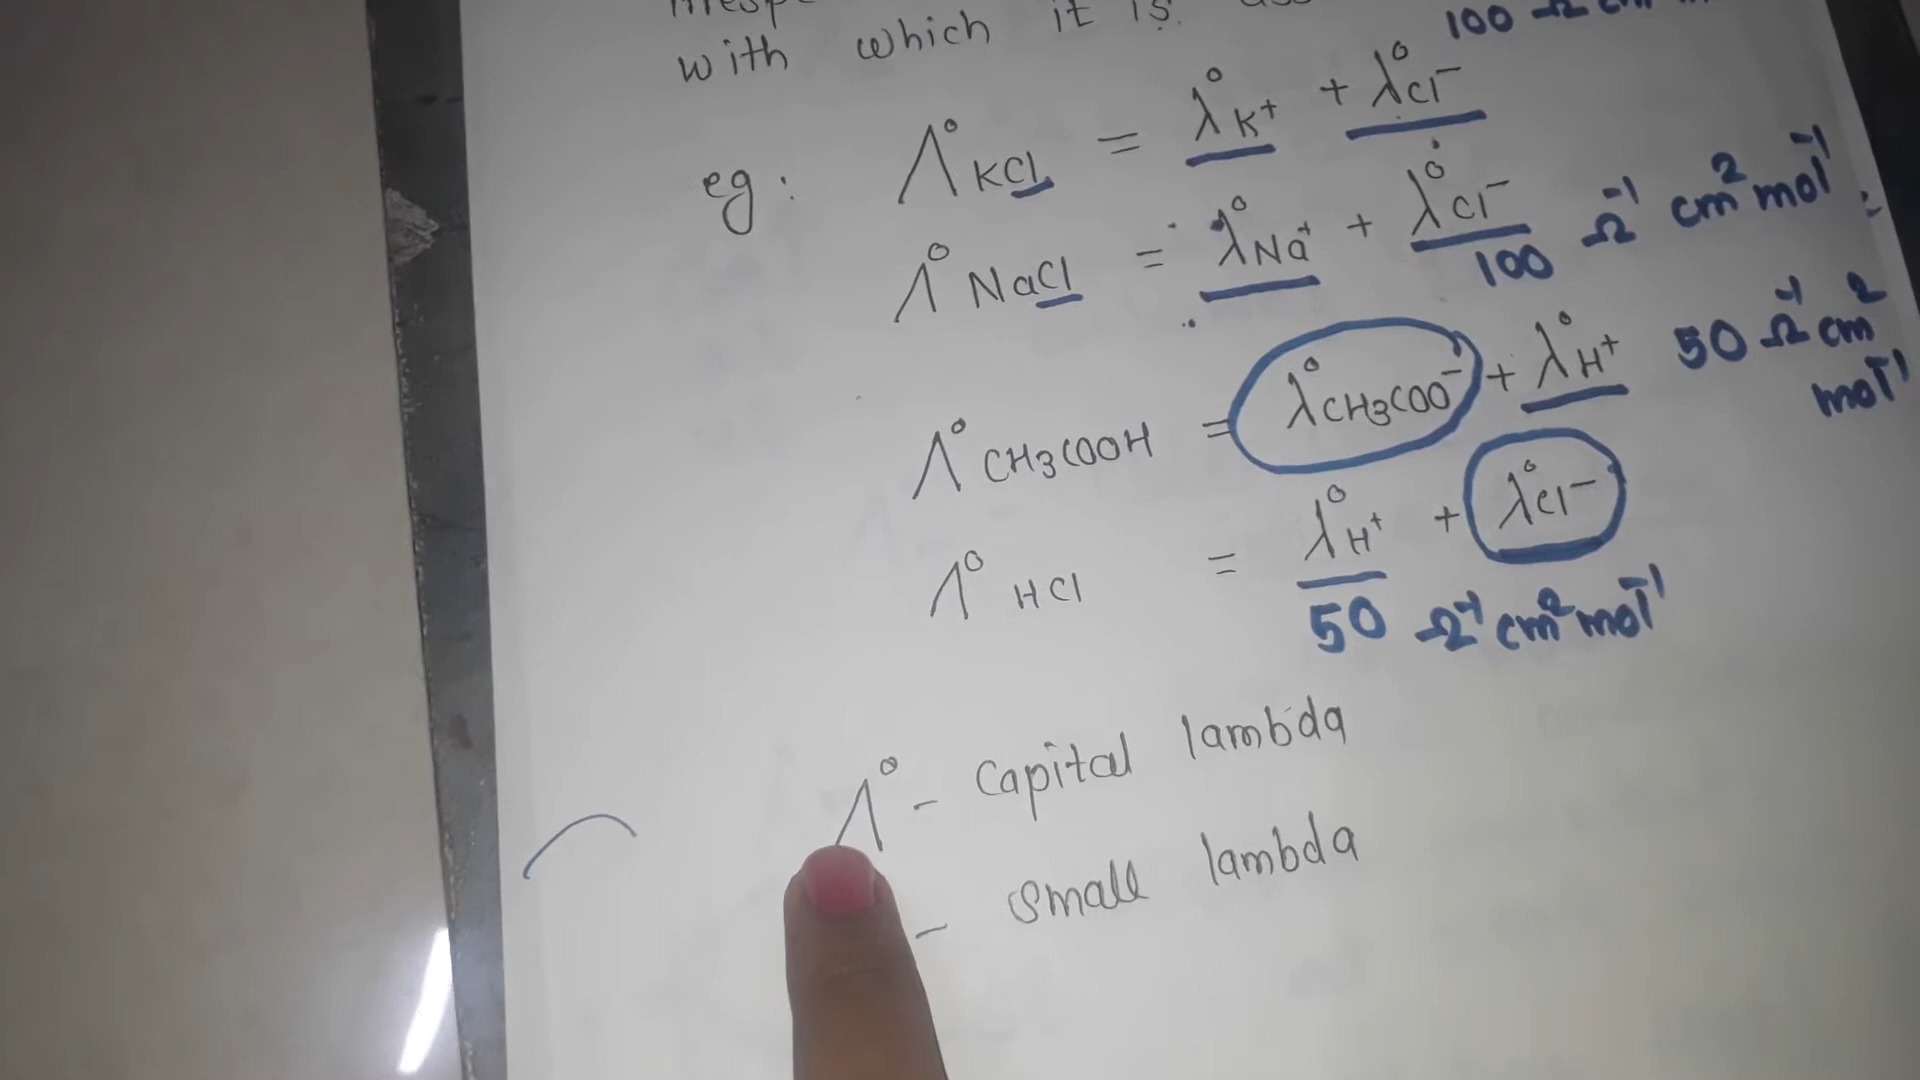 with which it is
100 Ω cm
eg: Λ°KCl = λ°K⁺ + λ°Cl⁻
Λ°NaCl = λ°Na⁺ + λ°Cl⁻
100 Ω⁻¹ cm² mol⁻¹
Λ°CH3COOH = λ°CH3COO⁻ + λ°H⁺ 50 Ω⁻¹ cm²
mol⁻¹
Λ°HCl = λ°H⁺ + λ°Cl⁻
50 Ω⁻¹ cm² mol⁻¹
Λ° - Capital lambda
- Small lambda